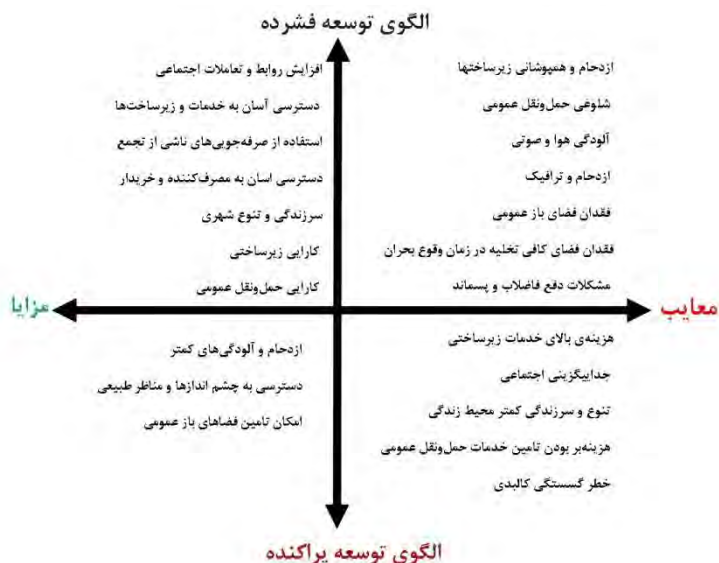 الگوی توسعه فشرده
ازدحام و همپوشانی زیرساختها
شلوغی حمل‌ونقل عمومی
آلودگی هوا و صوتی
ازدحام و ترافیک
فقدان فضای باز عمومی
فقدان فضای کافی تخلیه در زمان وقوع بحران
مشکلات دفع فاضلاب و پسماند
افزایش روابط و تعاملات اجتماعی
دسترسی آسان به خدمات و زیرساخت‌ها
استفاده از صرفه‌جویی‌های ناشی از تجمع
دسترسی اسان به مصرف‌کننده و خریدار
سرزندگی و تنوع شهری
کارایی زیرساختی
کارایی حمل‌ونقل عمومی
معایب
مزایا
هزینه‌ی بالای خدمات زیرساختی
جداییگزینی اجتماعی
تنوع و سرزندگی کمتر محیط زندگی
هزینه‌بر بودن تامین خدمات حمل‌ونقل عمومی
خطر گسستگی کالبدی
ازدحام و آلودگی‌های کمتر
دسترسی به چشم اندازها و مناظر طبیعی
امکان تامین فضاهای باز عمومی
الگوی توسعه پراکنده